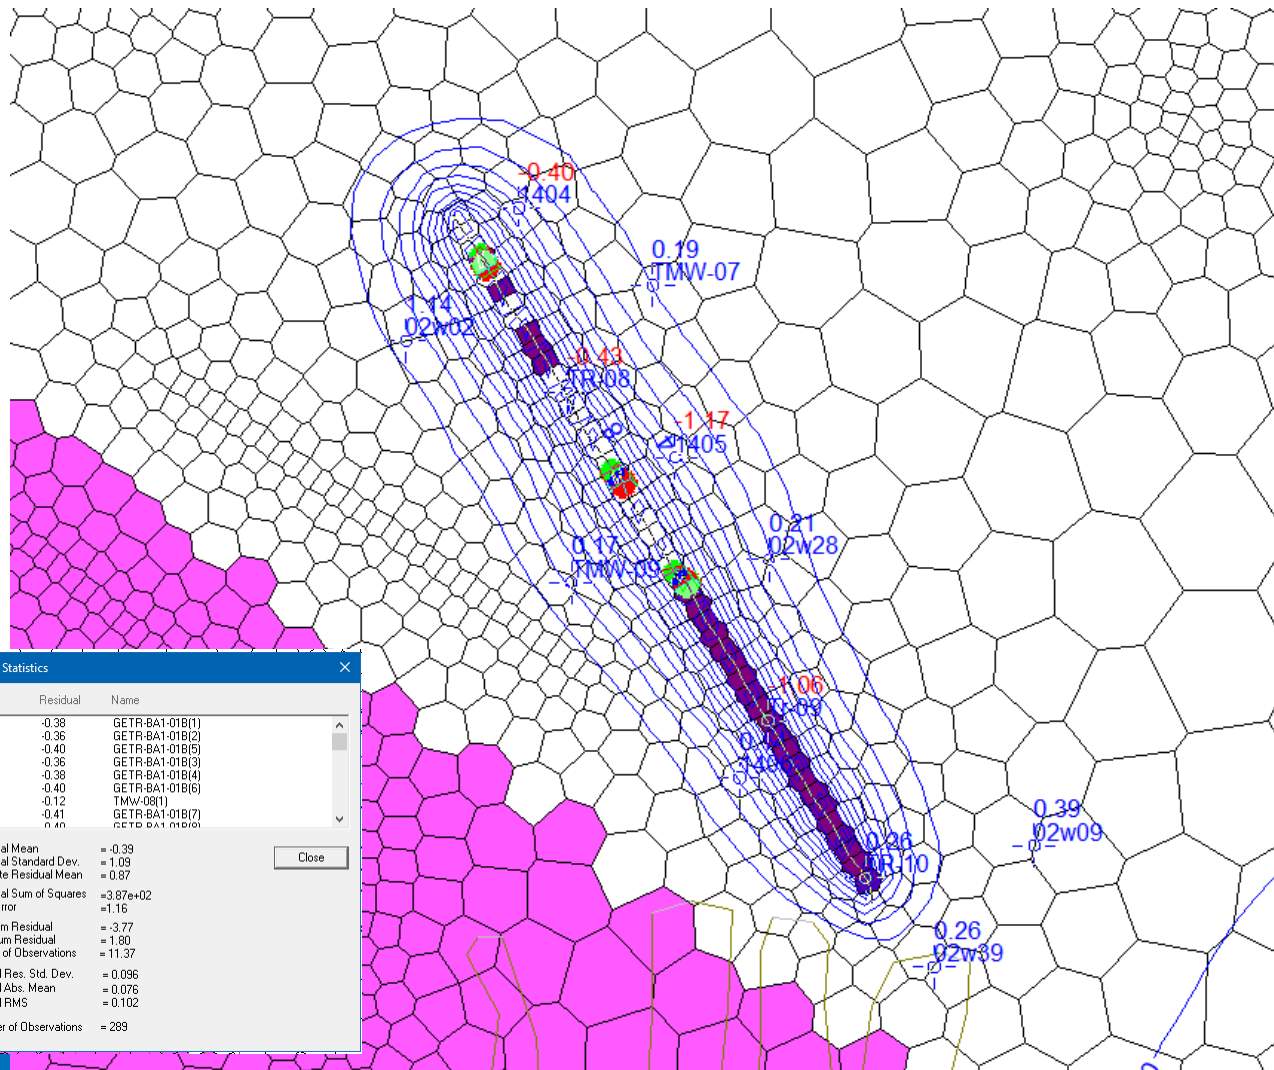 -0.40
1404
0.19
TMW-07
1.14
02w02
-0.43
TR-08
-1.17
1405
0.21
02w28
0.17
TMW-09
-1.06
0.39
02w09
0.26
TR-10
0.26
02w39
Statistics
Residual Name
-0.38 GETR-BA1-01B(1)
-0.36 GETR-BA1-01B(2)
-0.40 GETR-BA1-01B(5)
-0.36 GETR-BA1-01B(3)
-0.38 GETR-BA1-01B(4)
-0.40 GETR-BA1-01B(6)
-0.12 TMW-08(1)
-0.41 GETR-BA1-01B(7)
al Mean = -0.39
al Standard Dev. = 1.09
te Residual Mean = 0.87
al Sum of Squares =3.87e+02
rror =1.16
m Residual = -3.77
um Residual = 1.80
of Observations = 11.37
Res. Std. Dev. = 0.096
Abs. Mean = 0.076
RMS = 0.102
er of Observations = 289
Close